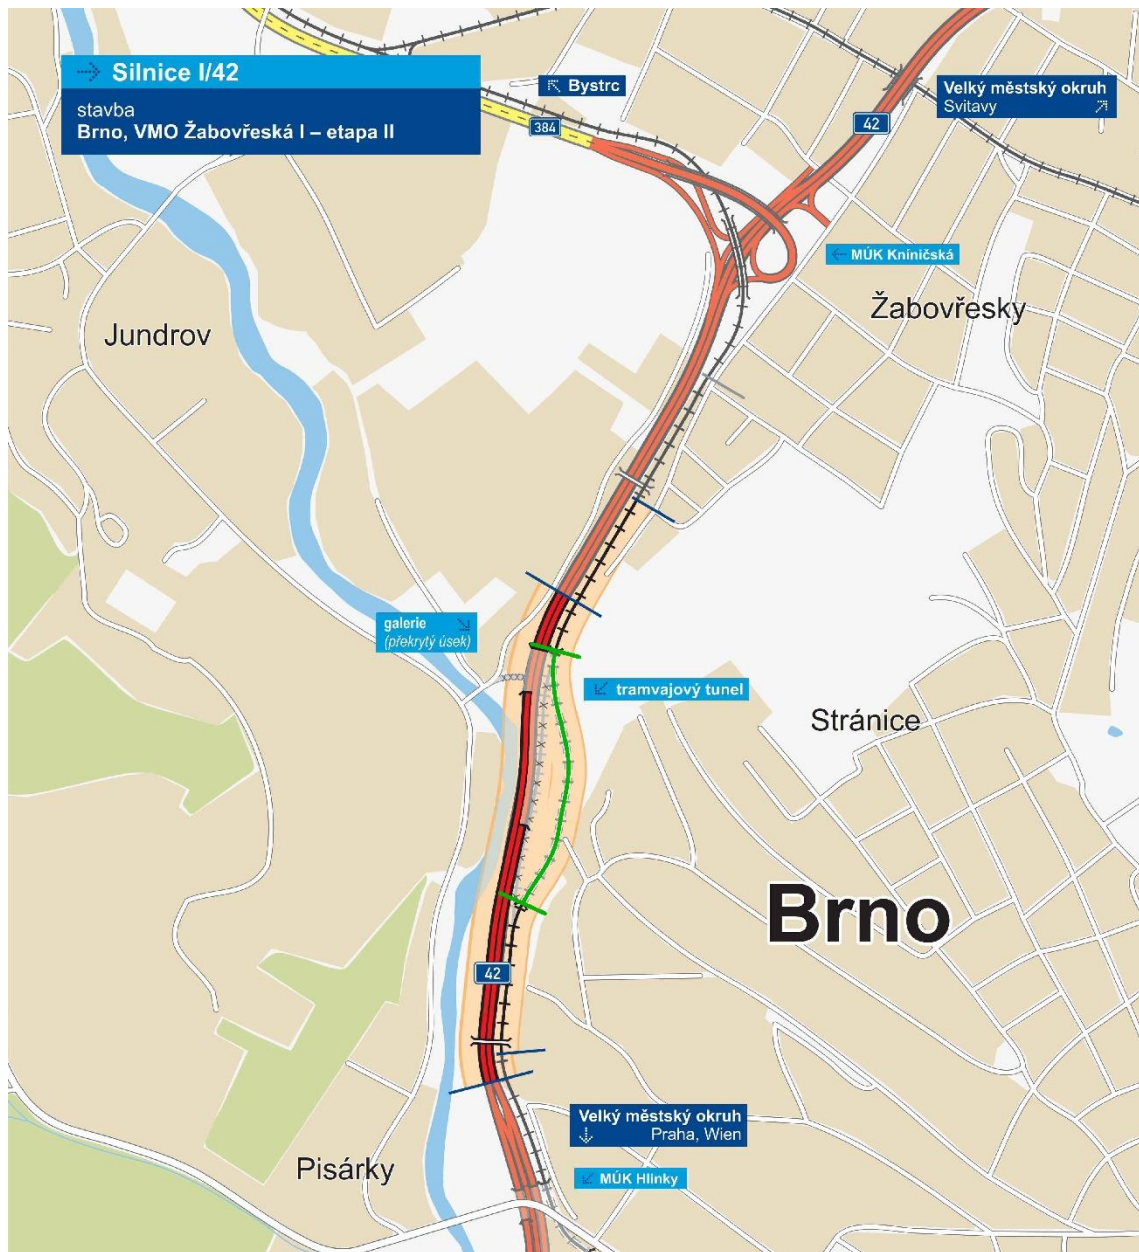 Silnice I/42
stavba
Brno, VMO Žabovřeská I – etapa II
Bystrc
384
42
Velký městský okruh
Svitavy
MÚK Kníničská
Žabovřesky
Jundrov
galerie
(překrytý úsek)
tramvajový tunel
Stránice
Brno
42
Velký městský okruh
Praha, Wien
MÚK Hlinky
Pisárky